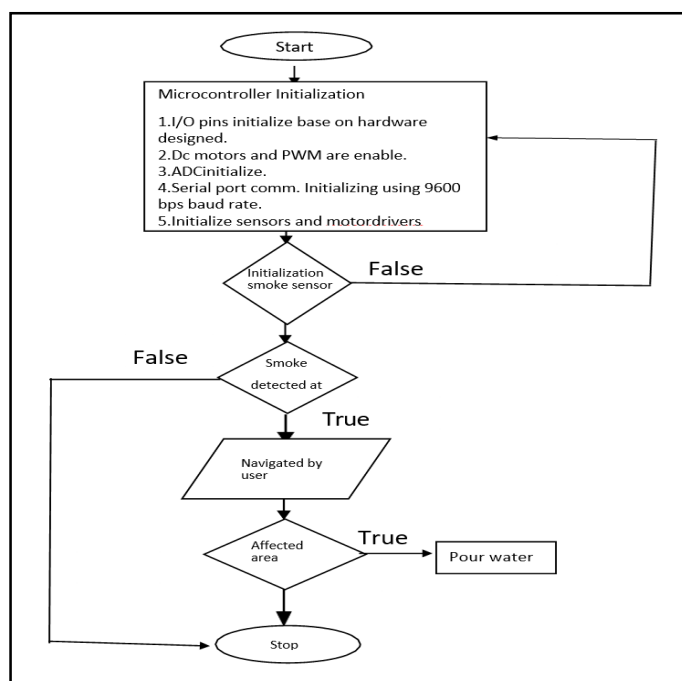 Start
Microcontroller Initialization
1.I/O pins initialize base on hardware
designed.
2.Dc motors and PWM are enable.
3.ADCinitialize.
4.Serial port comm. Initializing using 9600
bps baud rate.
5.Initialize sensors and motordrivers
Initialization
smoke sensor
False
False
Smoke
detected at
True
Navigated by
user
Affected
area
True
Pour water
Stop